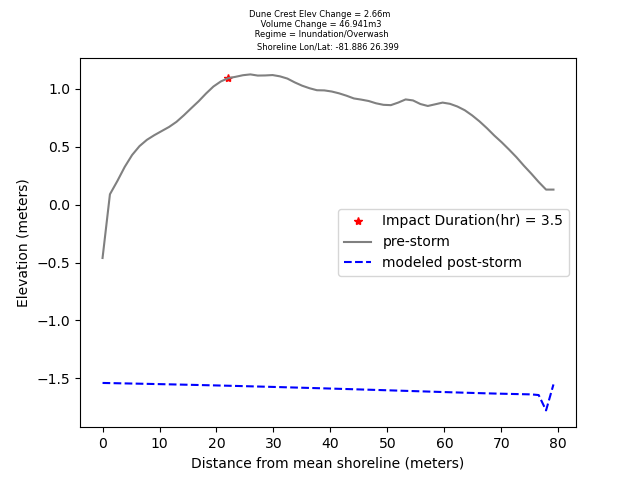 Dune Crest Elev Change = 2.66m
Volume Change = 46.941m3
Regime = Inundation/Overwash
Shoreline Lon/Lat: -81.886 26.399
Elevation (meters)
1.0
0.5
0.0
−0.5
−1.0
−1.5
Impact Duration(hr) = 3.5
pre-storm
modeled post-storm
0 10 20 30 40 50 60 70 80
Distance from mean shoreline (meters)